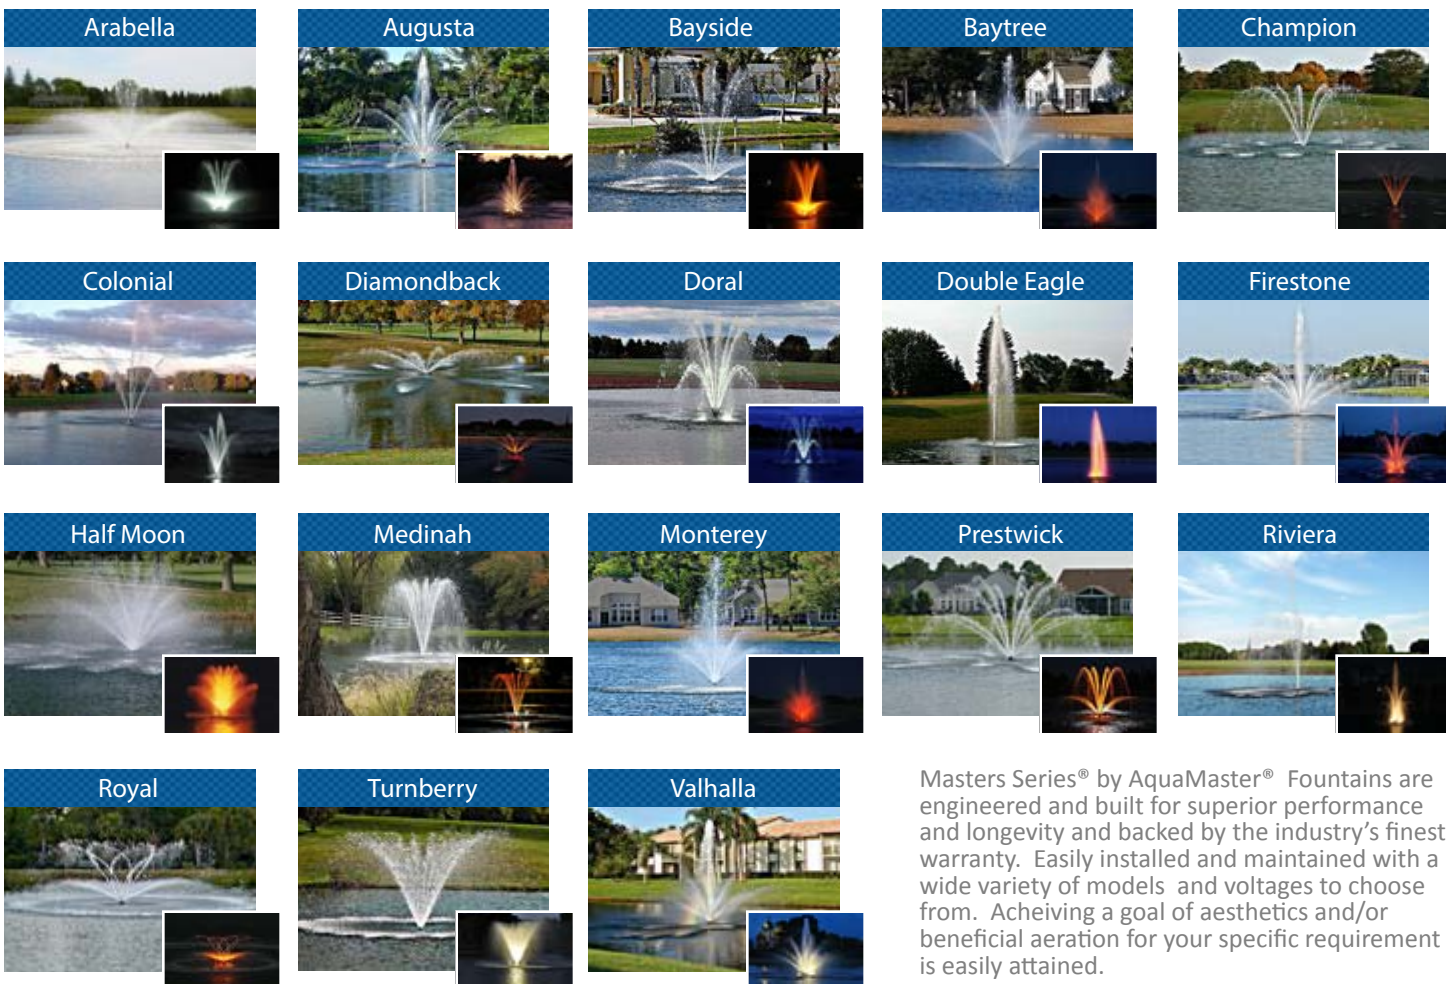 Arabella
Augusta
Bayside
Baytree
Champion
Colonial
Diamondback
Doral
Double Eagle
Firestone
Half Moon
Medinah
Monterey
Prestwick
Riviera
Royal
Turnberry
Valhalla
Masters Series® by AquaMaster® Fountains are
engineered and built for superior performance
and longevity and backed by the industry’s finest
warranty. Easily installed and maintained with a
wide variety of models and voltages to choose
from. Acheiving a goal of aesthetics and/or
beneficial aeration for your specific requirement
is easily attained.